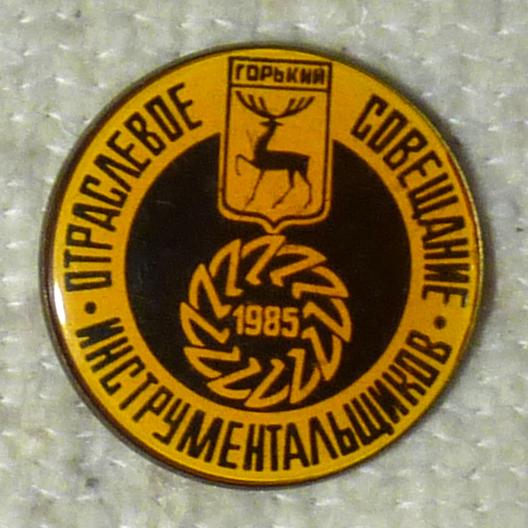 ГОРЬКИЙ
ОТРАСЛЕВОЕ СОВЕЩАНИЕ
• ИНСТРУМЕНТАЛЬЩИКОВ •
1985